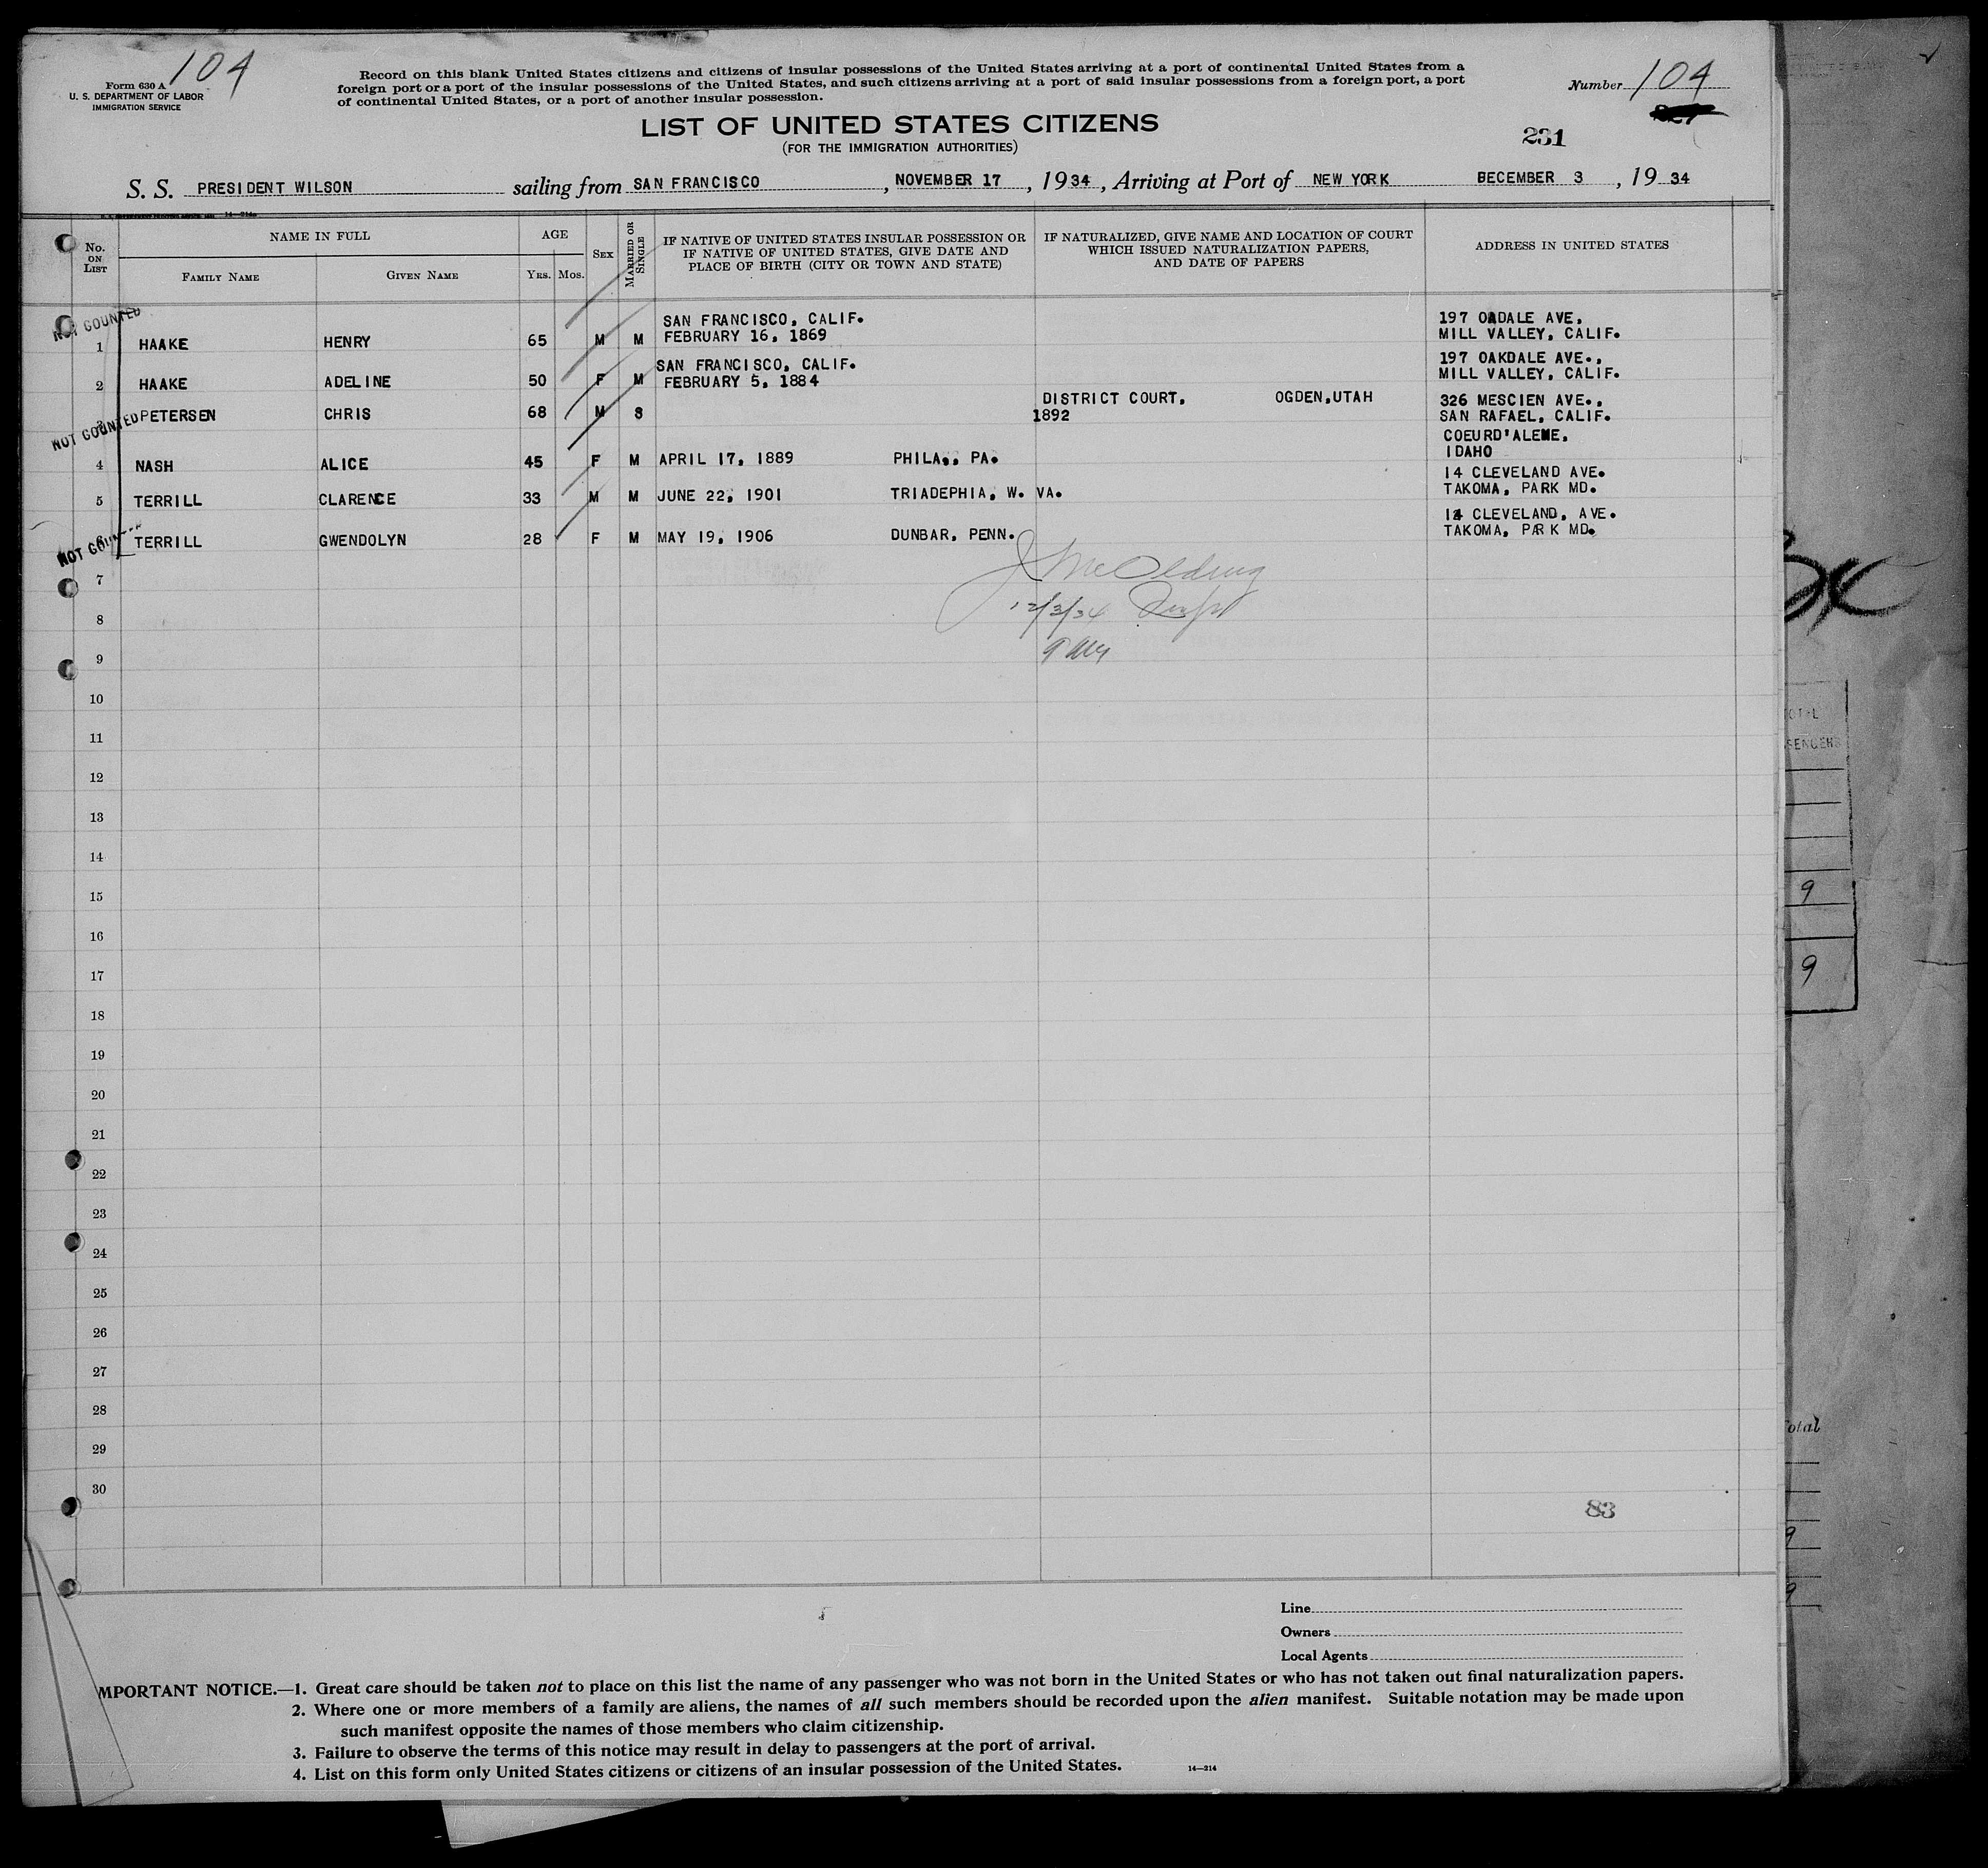 104
Form 630 A
U. S. DEPARTMENT OF LABOR
IMMIGRATION SERVICE
Record on this blank United States citizens and citizens of insular possessions of the United States arriving at a port of continental United States from a
foreign port or a port of the insular possessions of the United States, and such citizens arriving at a port of said insular possessions from a foreign port, a port
of continental United States, or a port of another insular possession.
Number 104
LIST OF UNITED STATES CITIZENS
(FOR THE IMMIGRATION AUTHORITIES)
231
S. S. PRESIDENT WILSON sailing from SAN FRANCISCO, NOVEMBER 17, 1934, Arriving at Port of NEW YORK BECEMBER 3, 1934
No. ON LIST
NAME IN FULL
FAMILY NAME GIVEN NAME
AGE
YRS. MOS.
SEX
MARRIED OR SINGLE
IF NATIVE OF UNITED STATES INSULAR POSSESSION OR
IF NATIVE OF UNITED STATES, GIVE DATE AND
PLACE OF BIRTH (CITY OR TOWN AND STATE)
IF NATURALIZED, GIVE NAME AND LOCATION OF COURT
WHICH ISSUED NATURALIZATION PAPERS,
AND DATE OF PAPERS
ADDRESS IN UNITED STATES
NOT COUNTED
SAN FRANCISCO, CALIF. 197 OADALE AVE,
1 HAAKE HENRY 65 M M FEBRUARY 16, 1869 MILL VALLEY, CALIF.
SAN FRANCISCO, CALIF. 197 OAKDALE AVE.,
2 HAAKE ADELINE 50 F M FEBRUARY 5, 1884 MILL VALLEY, CALIF.
NOT COUNTED
DISTRICT COURT, OGDEN,UTAH 326 MESCIEN AVE.,
3 PETERSEN CHRIS 68 M S 1892 SAN RAFAEL, CALIF.
COEURD'ALEME,
4 NASH ALICE 45 F M APRIL 17, 1889 PHILA., PA. IDAHO
14 CLEVELAND AVE.
5 TERRILL CLARENCE 33 M M JUNE 22, 1901 TRIADEPHIA, W. VA. TAKOMA, PARK MD.
14 CLEVELAND, AVE.
6 TERRILL GWENDOLYN 28 F M MAY 19, 1906 DUNBAR, PENN. TAKOMA, PARK MD.
NOT COUN
12/3/34
7
8
9
10
11
12
13
14
15
16
17
18
19
20
21
22
23
24
25
26
27
28
29
30
83
Line
Owners
Local Agents
MPORTANT NOTICE.—1. Great care should be taken not to place on this list the name of any passenger who was not born in the United States or who has not taken out final naturalization papers.
2. Where one or more members of a family are aliens, the names of all such members should be recorded upon the alien manifest. Suitable notation may be made upon
such manifest opposite the names of those members who claim citizenship.
3. Failure to observe the terms of this notice may result in delay to passengers at the port of arrival.
4. List on this form only United States citizens or citizens of an insular possession of the United States.
14—214
9
9
otal